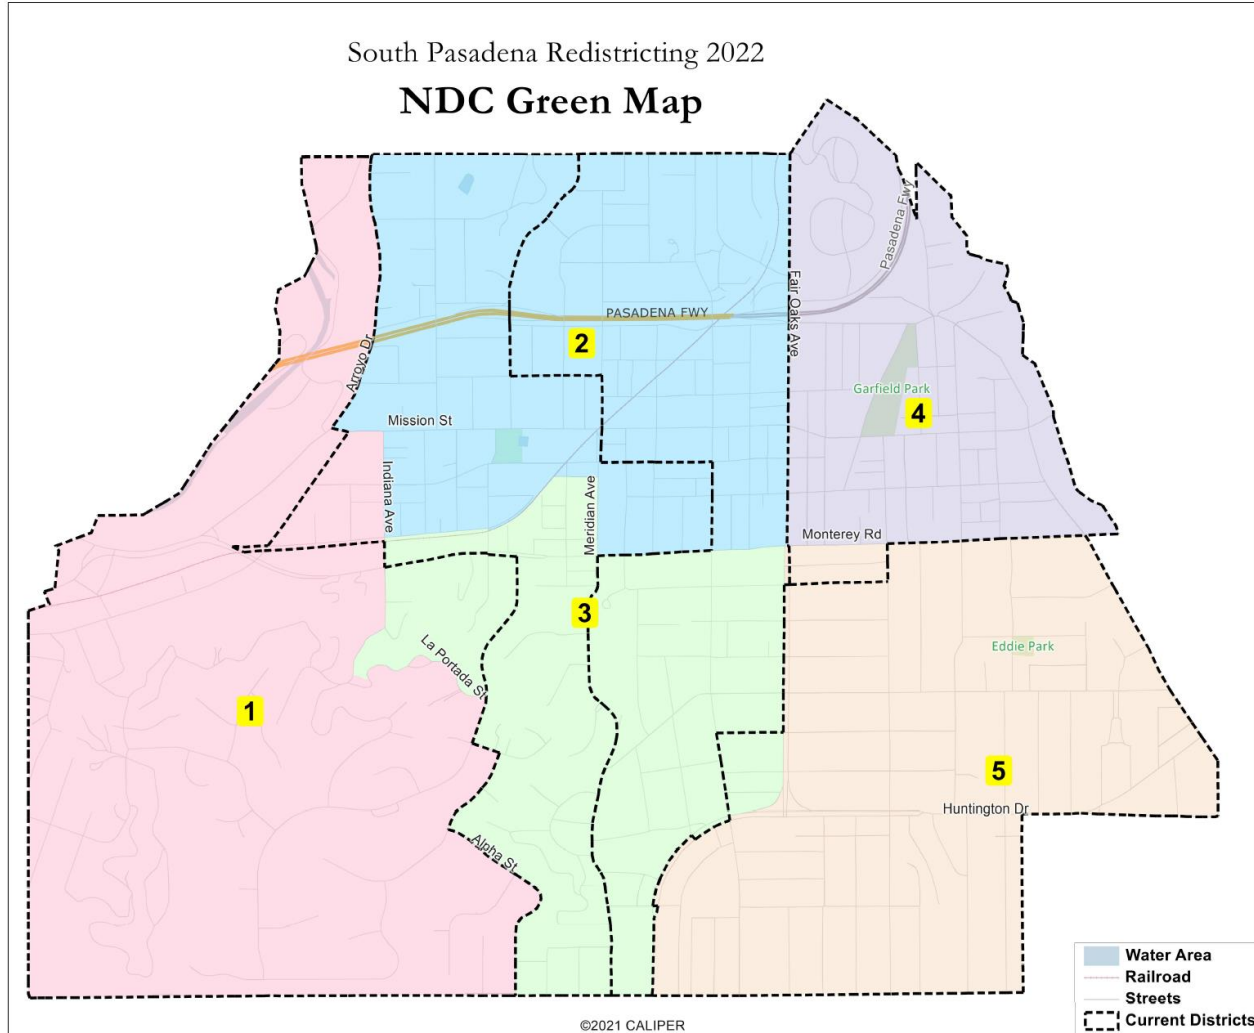 South Pasadena Redistricting 2022
NDC Green Map
Pasadena Fwy
Fair Oaks Ave
PASADENA FWY
2
Arroyo Dr
Garfield Park
4
Mission St
Indiana Ave
Meridian Ave
Monterey Rd
3
La Portada St
Eddie Park
1
5
Huntington Dr
Alpha St
Water Area
Railroad
Streets
Current Districts
©2021 CALIPER